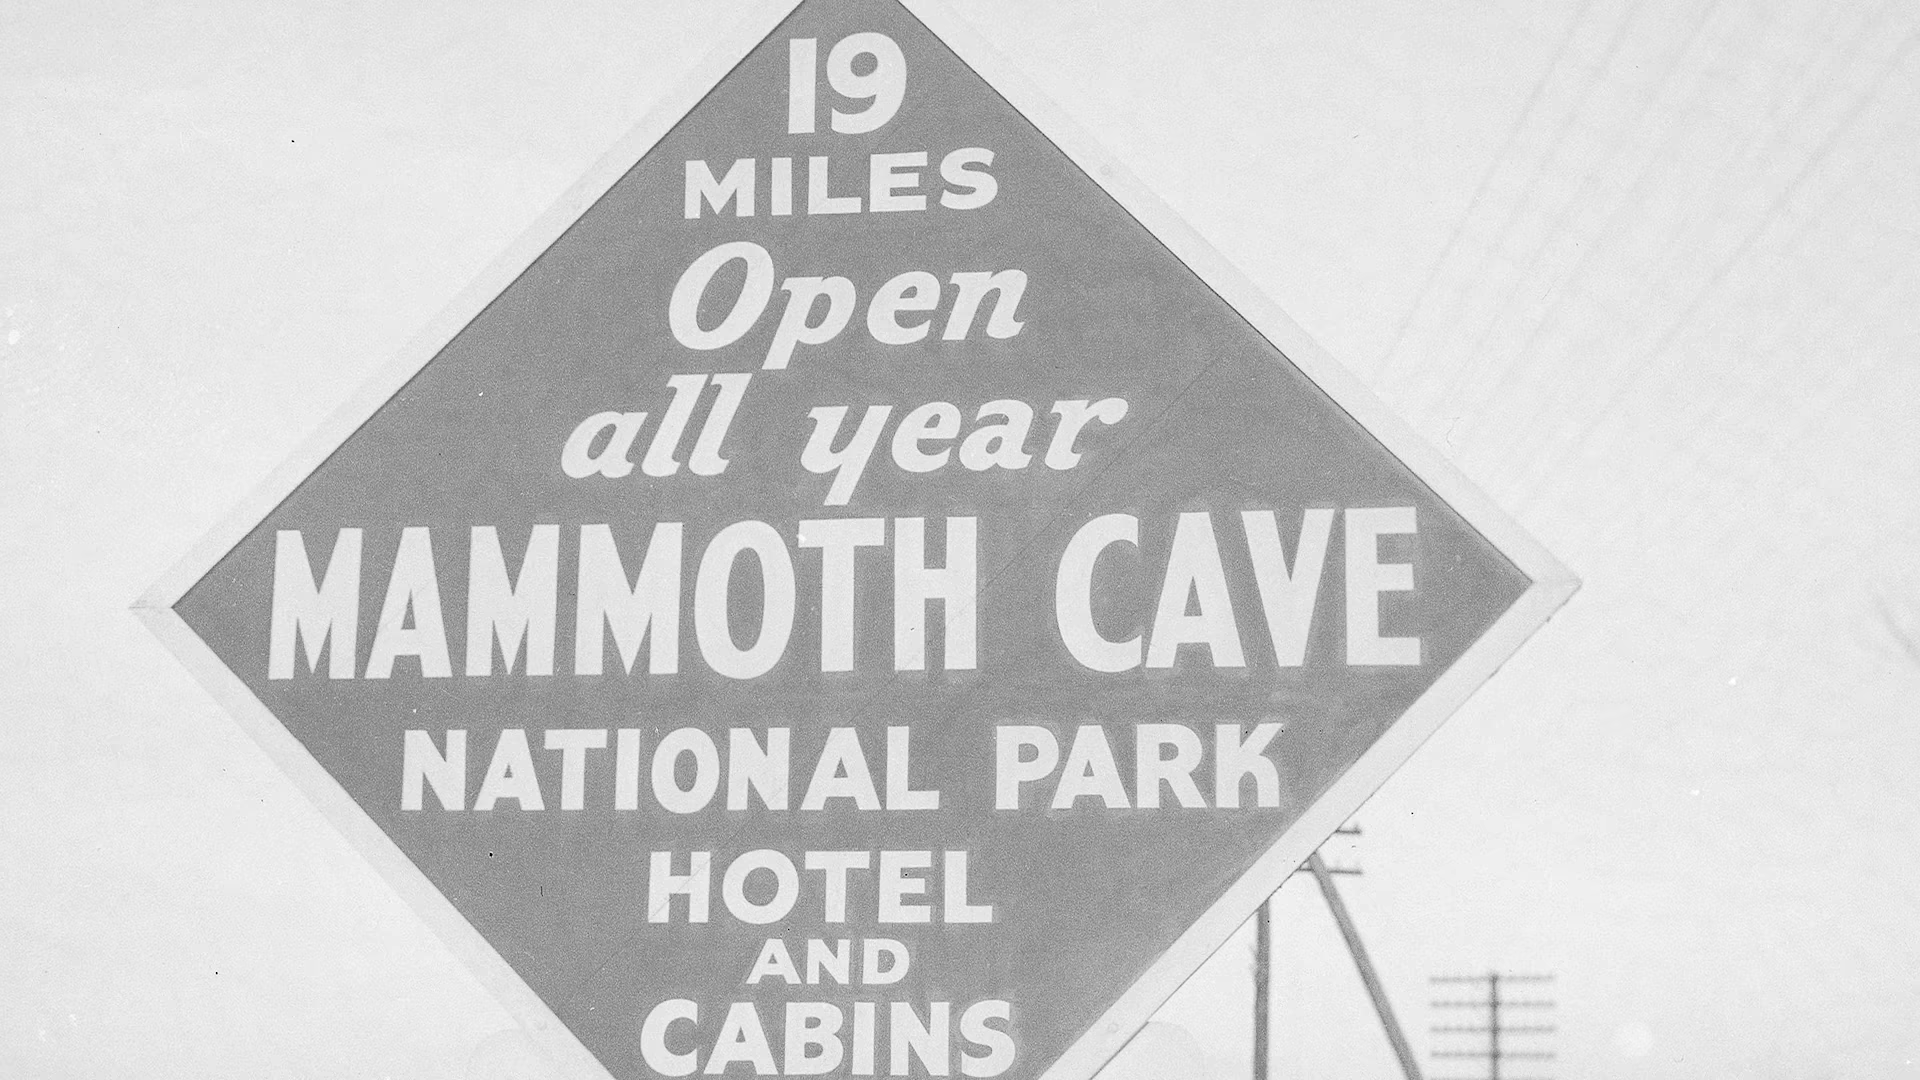 19
MILES
Open
all year
MAMMOTH CAVE
NATIONAL PARK
HOTEL
AND
CABINS